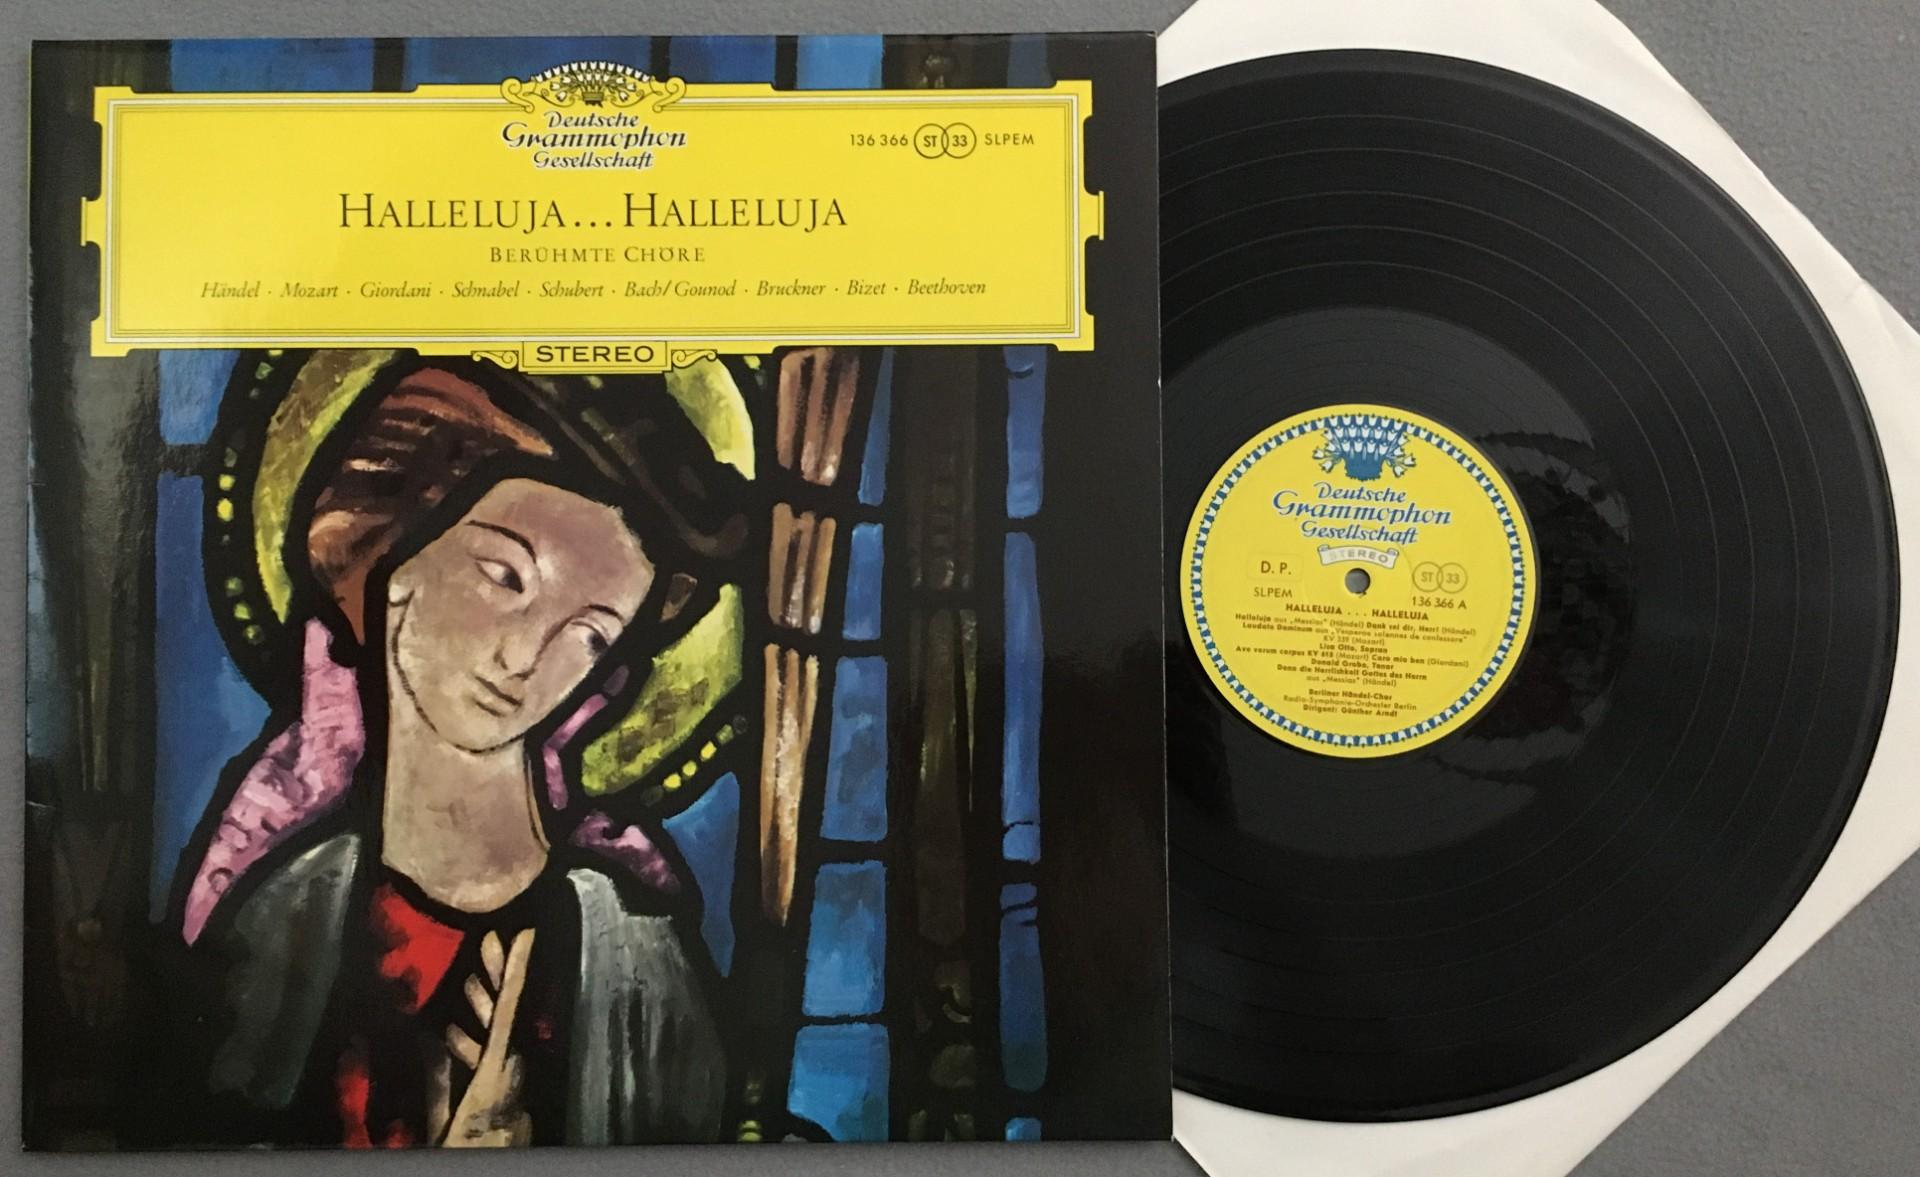 Deutsche
Grammophon
Gesellschaft
136 366 ST 33 SLPEM
HALLELUJA... HALLELUJA
BERÜHMTE CHÖRE
Händel · Mozart · Giordani · Schnabel · Schubert · Bach/Gounod · Bruckner · Bizet · Beethoven
STEREO
Deutsche
Grammophon
Gesellschaft
STEREO
D. P.
ST 33
SLPEM
136 366 A
HALLELUJA . . . HALLELUJA
Halleluja aus „Messias" (Händel) Dank sei dir, Herr! (Händel)
Laudate Dominum aus „Vesperae solennes de confessore"
KV 339 (Mozart)
Lisa Otto, Sopran
Ave verum corpus KV 618 (Mozart) Caro mio ben (Giordani)
Donald Grobe, Tenor
Denn die Herrlichkeit Gottes des Herrn
aus „Messias" (Händel)
Berliner Händel-Chor
Radio-Symphonie-Orchester Berlin
Dirigent: Günther Arndt